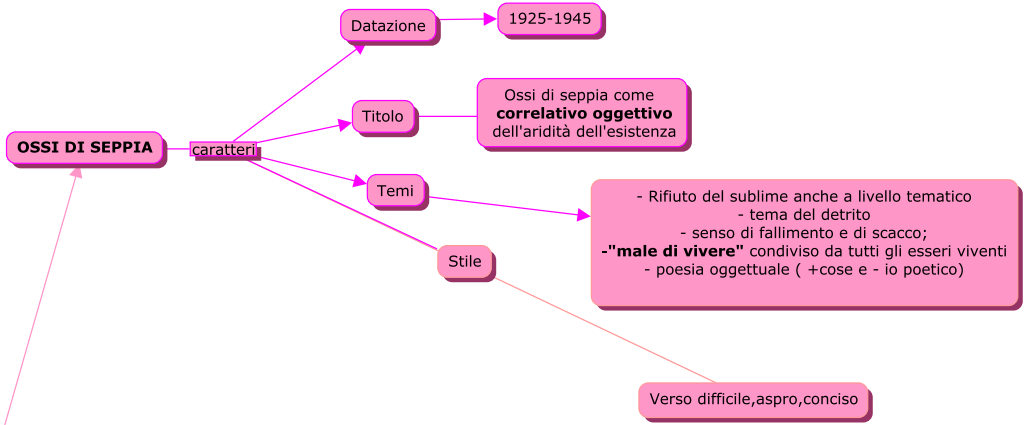 Datazione
1925-1945
Titolo
Ossi di seppia come
correlativo oggettivo
dell'aridità dell'esistenza
OSSI DI SEPPIA
caratteri
Temi
- Rifiuto del sublime anche a livello tematico
- tema del detrito
- senso di fallimento e di scacco;
-"male di vivere" condiviso da tutti gli esseri viventi
- poesia oggettuale ( +cose e - io poetico)
Stile
Verso difficile,aspro,conciso